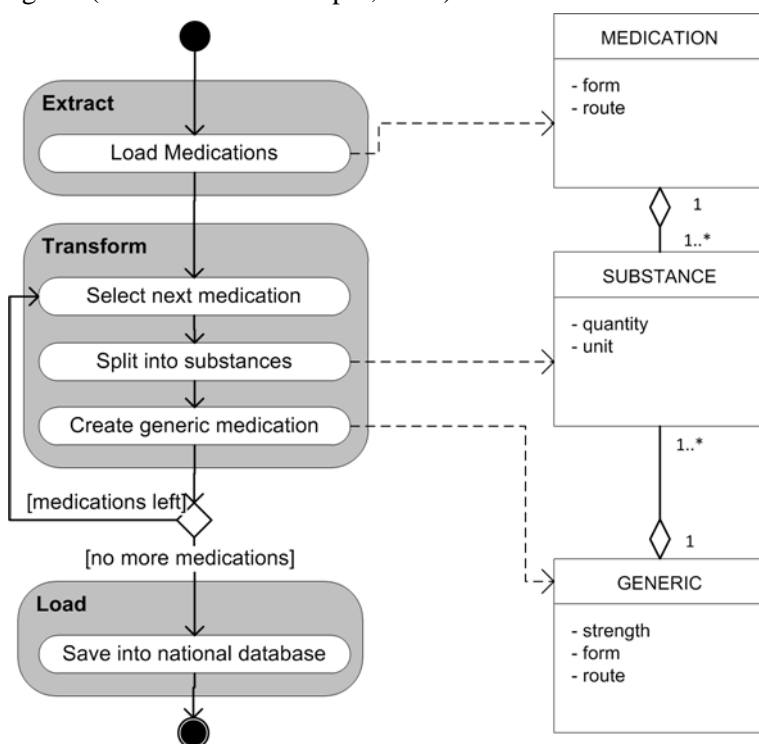 Extract
Load Medications
Transform
Select next medication
Split into substances
Create generic medication
[medications left]
[no more medications]
Load
Save into national database
MEDICATION
- form
- route
1
1..*
SUBSTANCE
- quantity
- unit
1..*
1
GENERIC
- strength
- form
- route